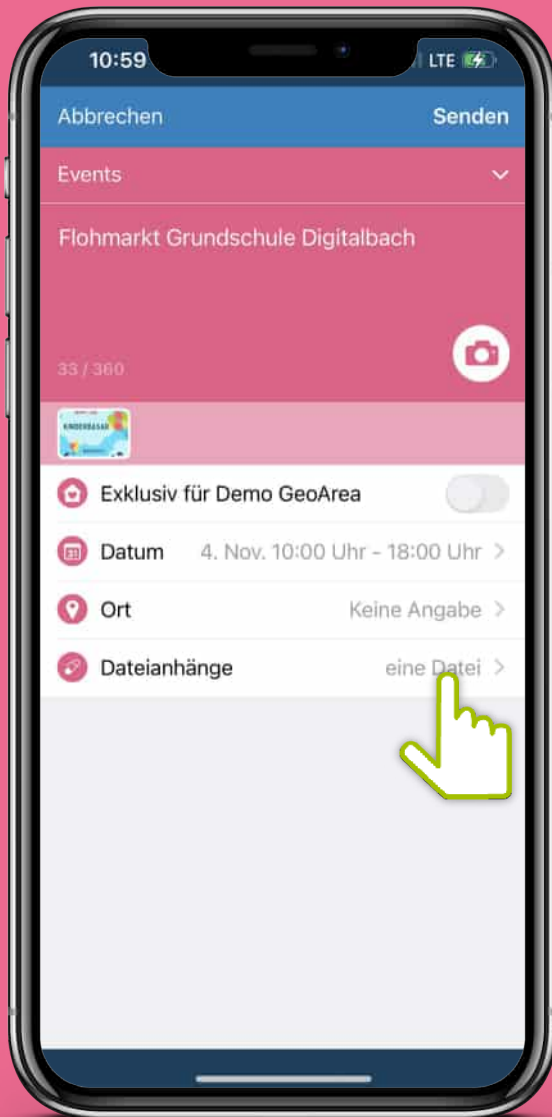 10:59
LTE
Abbrechen Senden
Events
Flohmarkt Grundschule Digitalbach
33 / 360
KINDERBASAR
Exklusiv für Demo GeoArea
31 Datum 4. Nov. 10:00 Uhr - 18:00 Uhr
Ort Keine Angabe
Dateianhänge eine Datei